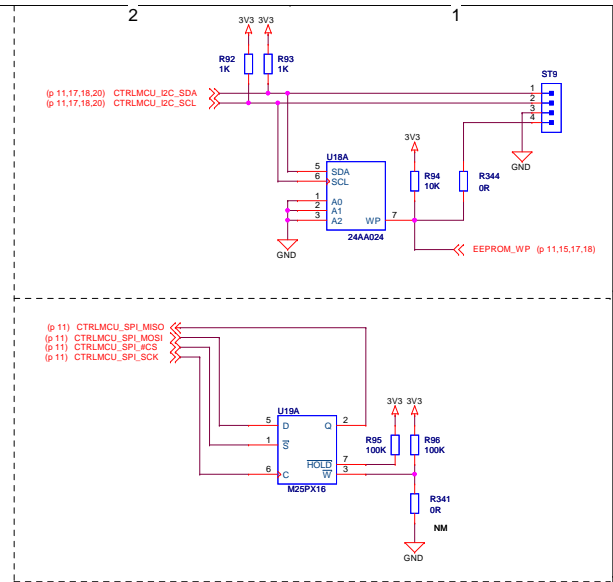 2 1
3V3 3V3
R92 R93
1K 1K
ST9
(p 11,17,18,20) CTRLMCU_I2C_SDA 1
(p 11,17,18,20) CTRLMCU_I2C_SCL 2
3
4
3V3
GND
U18A
5 SDA
6 SCL
R94
10K
R344
0R
1 A0
2 A1
3 A2
WP 7
24AA024
GND
EEPROM_WP (p 11,15,17,18)
(p 11) CTRLMCU_SPI_MISO
(p 11) CTRLMCU_SPI_MOSI
(p 11) CTRLMCU_SPI_#CS
(p 11) CTRLMCU_SPI_SCK
3V3 3V3
U19A
5 D Q 2
R95 R96
100K 100K
1 S
HOLD 7
6 C W 3
M25PX16
R341
0R
NM
GND